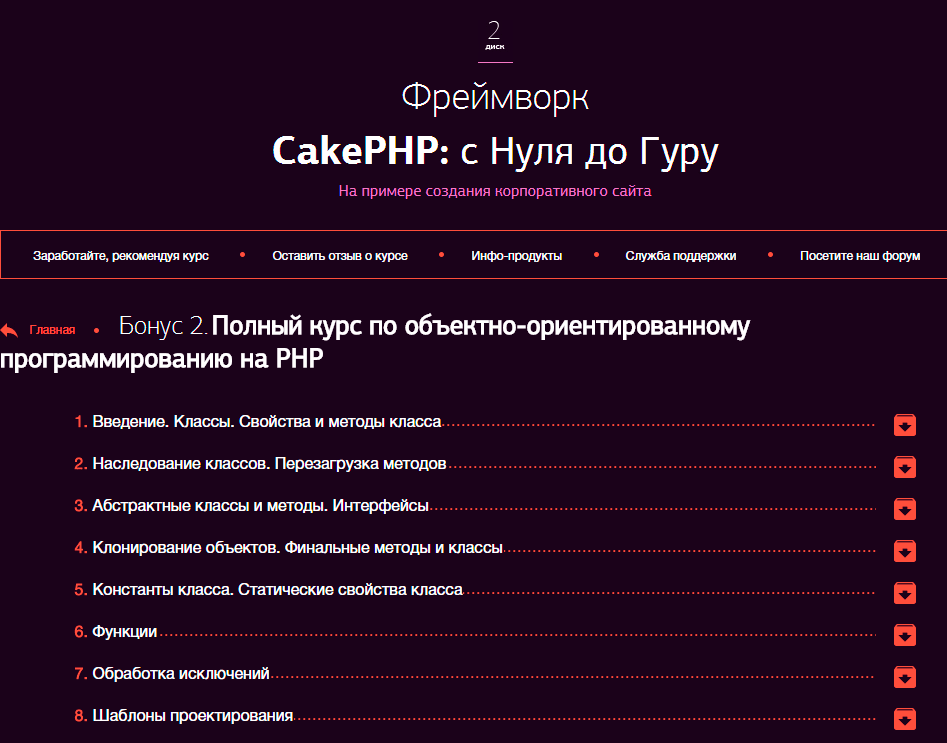 2
диск
Фреймворк
CakePHP: с Нуля до Гуру
На примере создания корпоративного сайта
Заработайте, рекомендуя курс • Оставить отзыв о курсе • Инфо-продукты • Служба поддержки • Посетите наш форум
Главная • Бонус 2. Полный курс по объектно-ориентированному
программированию на PHP
1. Введение. Классы. Свойства и методы класса
2. Наследование классов. Перезагрузка методов
3. Абстрактные классы и методы. Интерфейсы
4. Клонирование объектов. Финальные методы и классы
5. Константы класса. Статические свойства класса
6. Функции
7. Обработка исключений
8. Шаблоны проектирования